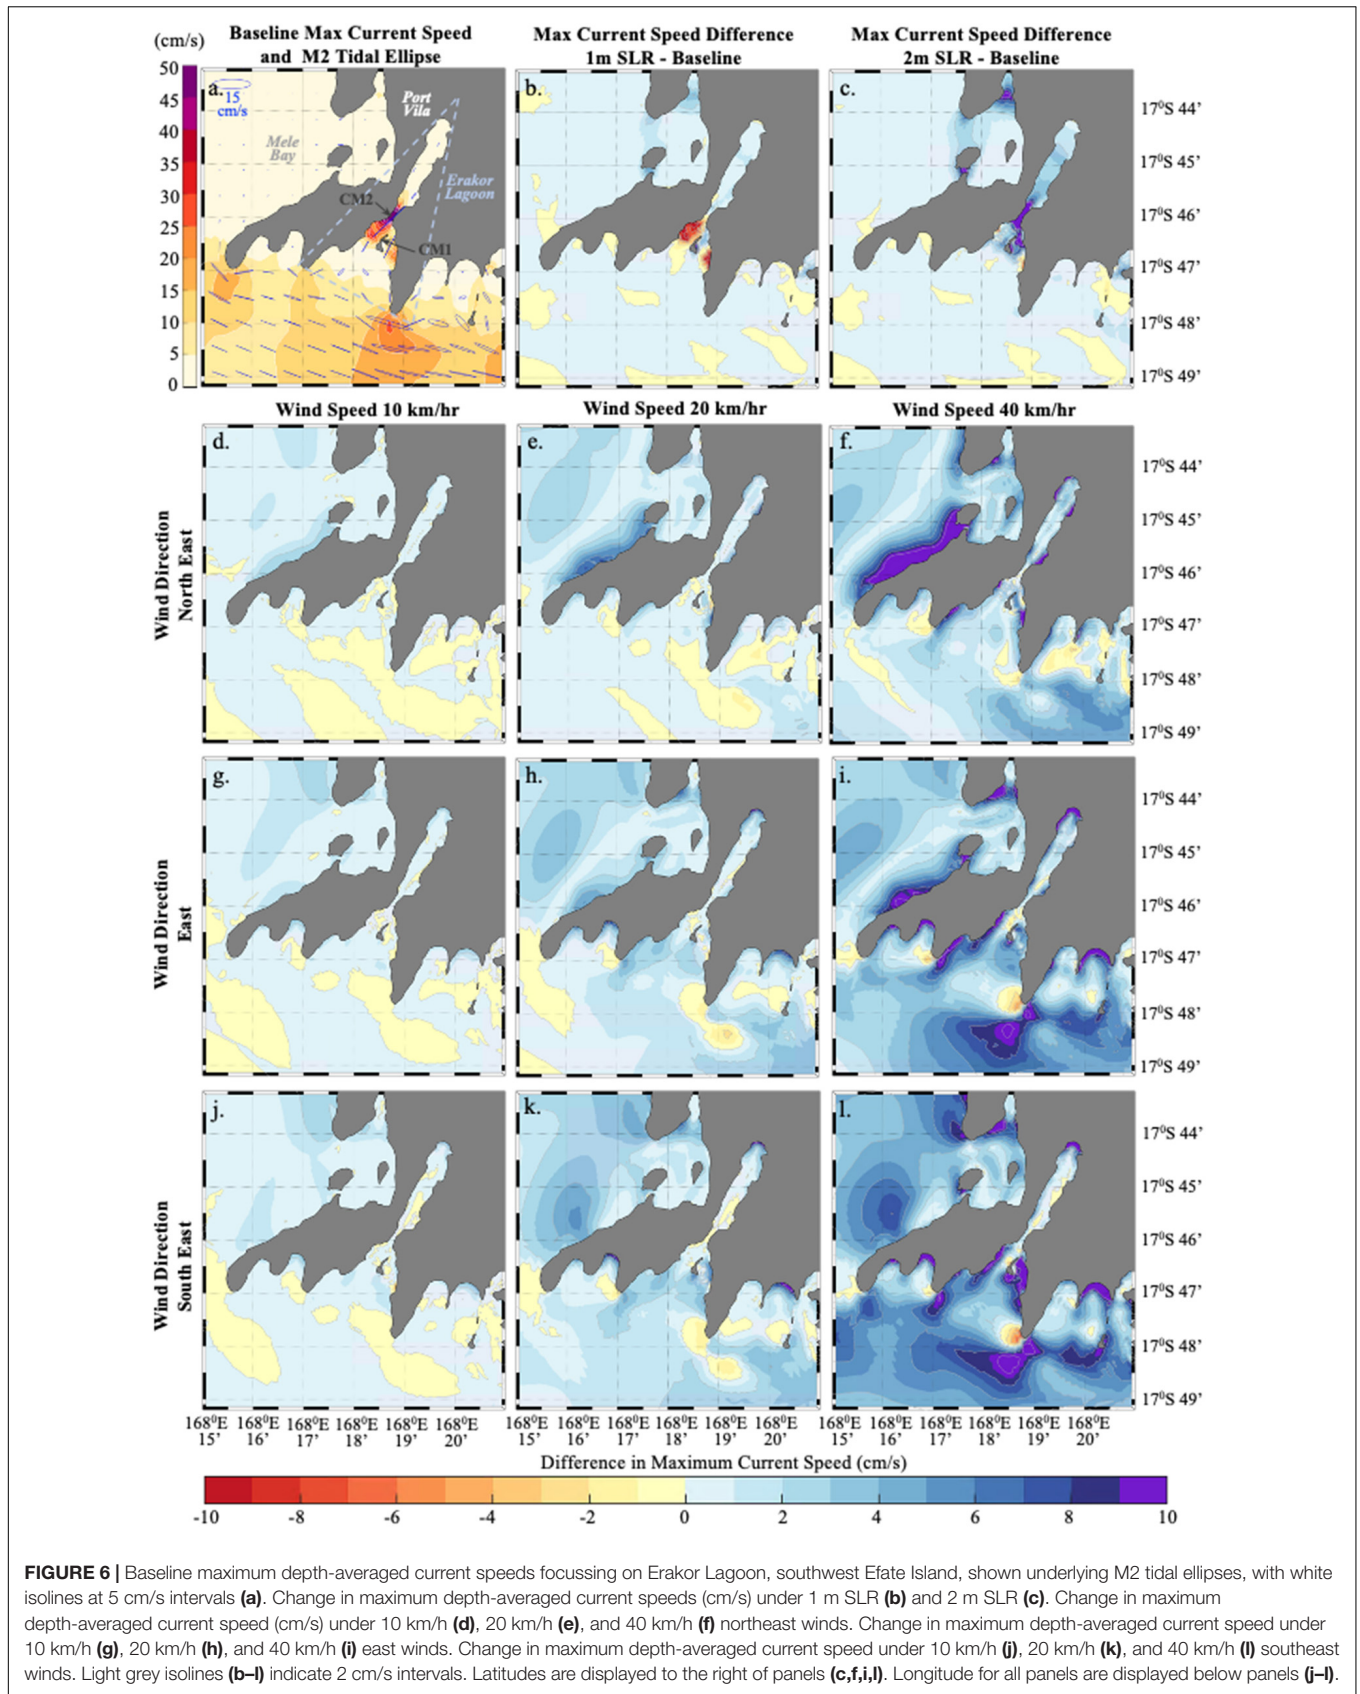 (cm/s)
Baseline Max Current Speed
and M2 Tidal Ellipse
Max Current Speed Difference
1m SLR - Baseline
Max Current Speed Difference
2m SLR - Baseline
50
45
40
35
30
25
20
15
10
5
0
a.
15
cm/s
Port
Vila
Mele
Bay
Erakor
Lagoon
CM2
CM1
b.
c.
17⁰S 44’
17⁰S 45’
17⁰S 46’
17⁰S 47’
17⁰S 48’
17⁰S 49’
Wind Speed 10 km/hr
Wind Speed 20 km/hr
Wind Speed 40 km/hr
Wind Direction
North East
d.
e.
f.
17⁰S 44’
17⁰S 45’
17⁰S 46’
17⁰S 47’
17⁰S 48’
17⁰S 49’
Wind Direction
East
g.
h.
i.
17⁰S 44’
17⁰S 45’
17⁰S 46’
17⁰S 47’
17⁰S 48’
17⁰S 49’
Wind Direction
South East
j.
k.
l.
17⁰S 44’
17⁰S 45’
17⁰S 46’
17⁰S 47’
17⁰S 48’
17⁰S 49’
168⁰E 168⁰E 168⁰E 168⁰E 168⁰E 168⁰E
15’ 16’ 17’ 18’ 19’ 20’
168⁰E 168⁰E 168⁰E 168⁰E 168⁰E 168⁰E
15’ 16’ 17’ 18’ 19’ 20’
168⁰E 168⁰E 168⁰E 168⁰E 168⁰E 168⁰E
15’ 16’ 17’ 18’ 19’ 20’
Difference in Maximum Current Speed (cm/s)
-10 -8 -6 -4 -2 0 2 4 6 8 10
FIGURE 6 | Baseline maximum depth-averaged current speeds focussing on Erakor Lagoon, southwest Efate Island, shown underlying M2 tidal ellipses, with white
isolines at 5 cm/s intervals (a). Change in maximum depth-averaged current speeds (cm/s) under 1 m SLR (b) and 2 m SLR (c). Change in maximum
depth-averaged current speed (cm/s) under 10 km/h (d), 20 km/h (e), and 40 km/h (f) northeast winds. Change in maximum depth-averaged current speed under
10 km/h (g), 20 km/h (h), and 40 km/h (i) east winds. Change in maximum depth-averaged current speed under 10 km/h (j), 20 km/h (k), and 40 km/h (l) southeast
winds. Light grey isolines (b–l) indicate 2 cm/s intervals. Latitudes are displayed to the right of panels (c,f,i,l). Longitude for all panels are displayed below panels (j–l).